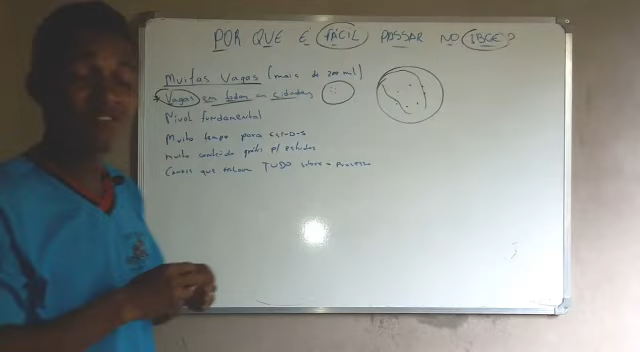 POR QUE É FÁCIL PASSAR NO IBGE?
Muitas Vagas (mais de 200 mil)
* Vagas em todas as cidades
Nível fundamental
Muito tempo para
muito conteúdo grátis p/ estudar
Canais que falam TUDO sobre o processo